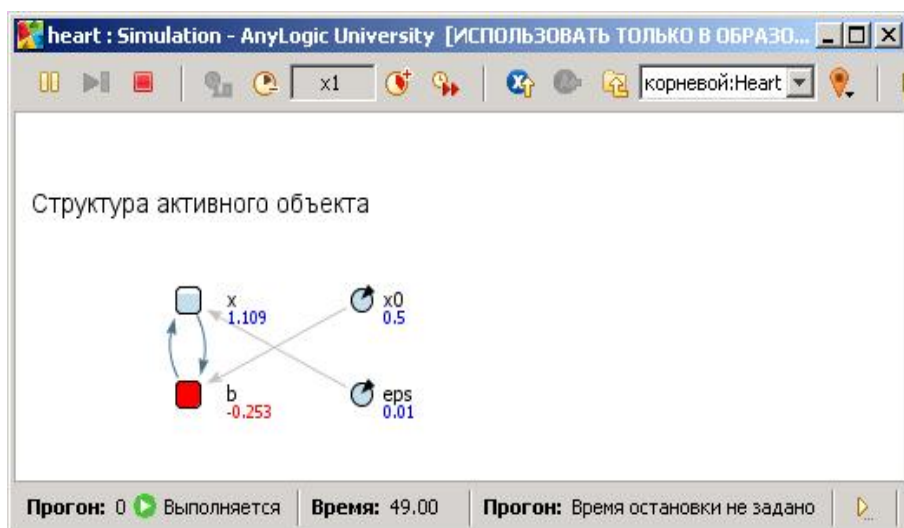 heart : Simulation - AnyLogic University [ИСПОЛЬЗОВАТЬ ТОЛЬКО В ОБРАЗО...
x1 корневой:Heart
Структура активного объекта
x x0
1.109 0.5
b eps
-0.253 0.01
Прогон: 0 Выполняется Время: 49.00 Прогон: Время остановки не задано